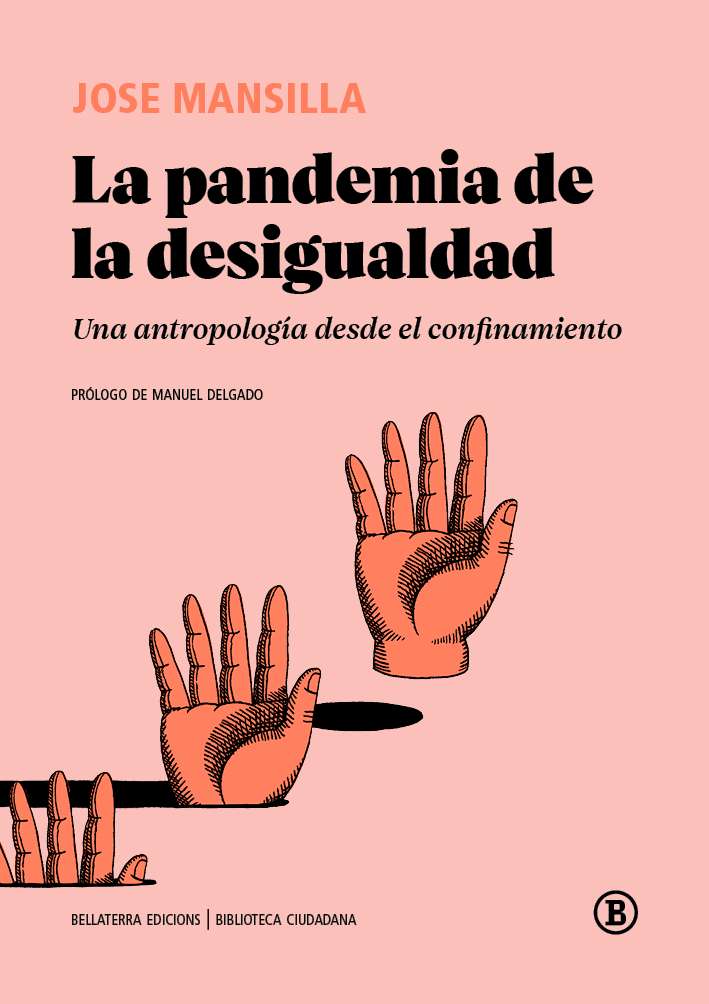 JOSE MANSILLA
La pandemia de
la desigualdad
Una antropología desde el confinamiento
PRÓLOGO DE MANUEL DELGADO
BELLATERRA EDICIONS | BIBLIOTECA CIUDADANA
B